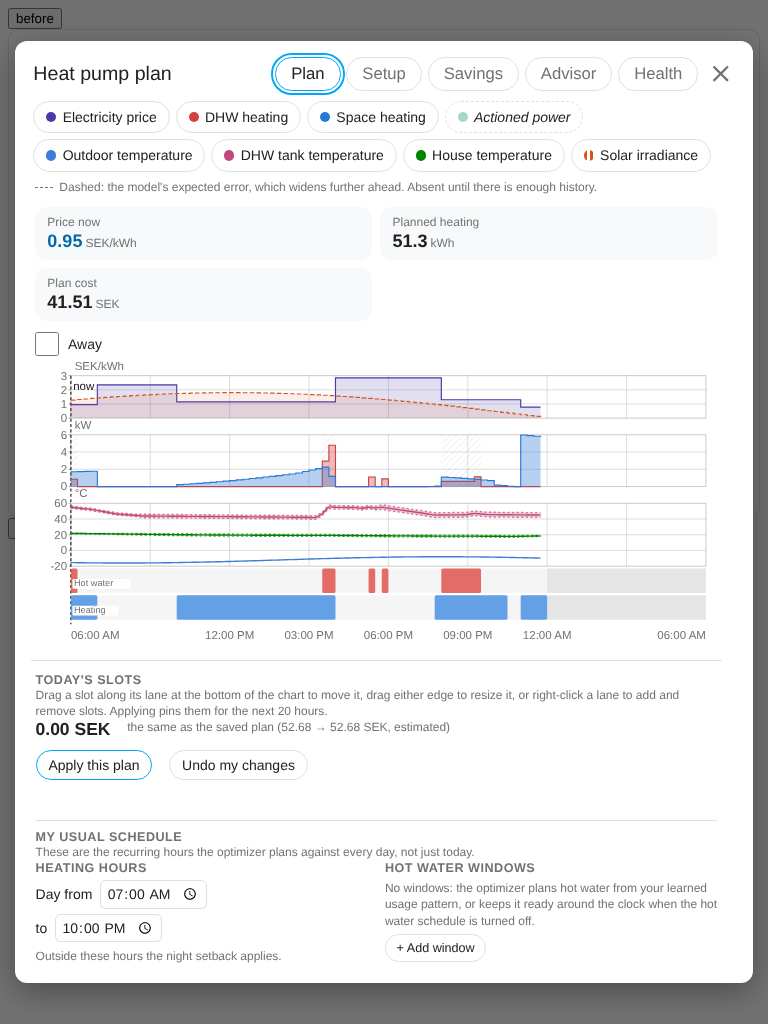 before
Heat pump plan
Plan
Setup
Savings
Advisor
Health
Electricity price
DHW heating
Space heating
Actioned power
Outdoor temperature
DHW tank temperature
House temperature
Solar irradiance
Dashed: the model's expected error, which widens further ahead. Absent until there is enough history.
Price now
0.95 SEK/kWh
Planned heating
51.3 kWh
Plan cost
41.51 SEK
Away
SEK/kWh
3
now
2
1
0
kW
6
4
2
0
°C
60
40
20
0
-20
Hot water
Heating
06:00 AM
12:00 PM
03:00 PM
06:00 PM
09:00 PM
12:00 AM
06:00 AM
TODAY'S SLOTS
Drag a slot along its lane at the bottom of the chart to move it, drag either edge to resize it, or right-click a lane to add and
remove slots. Applying pins them for the next 20 hours.
0.00 SEK the same as the saved plan (52.68 → 52.68 SEK, estimated)
Apply this plan
Undo my changes
MY USUAL SCHEDULE
These are the recurring hours the optimizer plans against every day, not just today.
HEATING HOURS
Day from 07:00 AM
to 10:00 PM
Outside these hours the night setback applies.
HOT WATER WINDOWS
No windows: the optimizer plans hot water from your learned
usage pattern, or keeps it ready around the clock when the hot
water schedule is turned off.
+ Add window